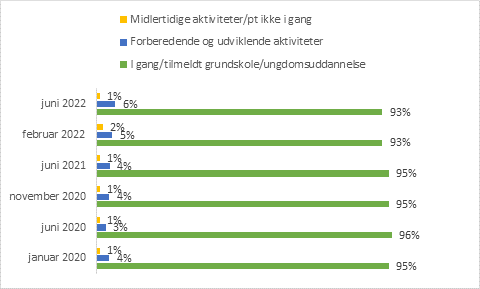 Midlertidige aktiviteter/pt ikke i gang
Forberedende og udviklende aktiviteter
I gang/tilmeldt grundskole/ungdomsuddannelse
juni 2022
1%
6%
93%
februar 2022
2%
5%
93%
juni 2021
1%
4%
95%
november 2020
1%
4%
95%
juni 2020
1%
3%
96%
januar 2020
1%
4%
95%